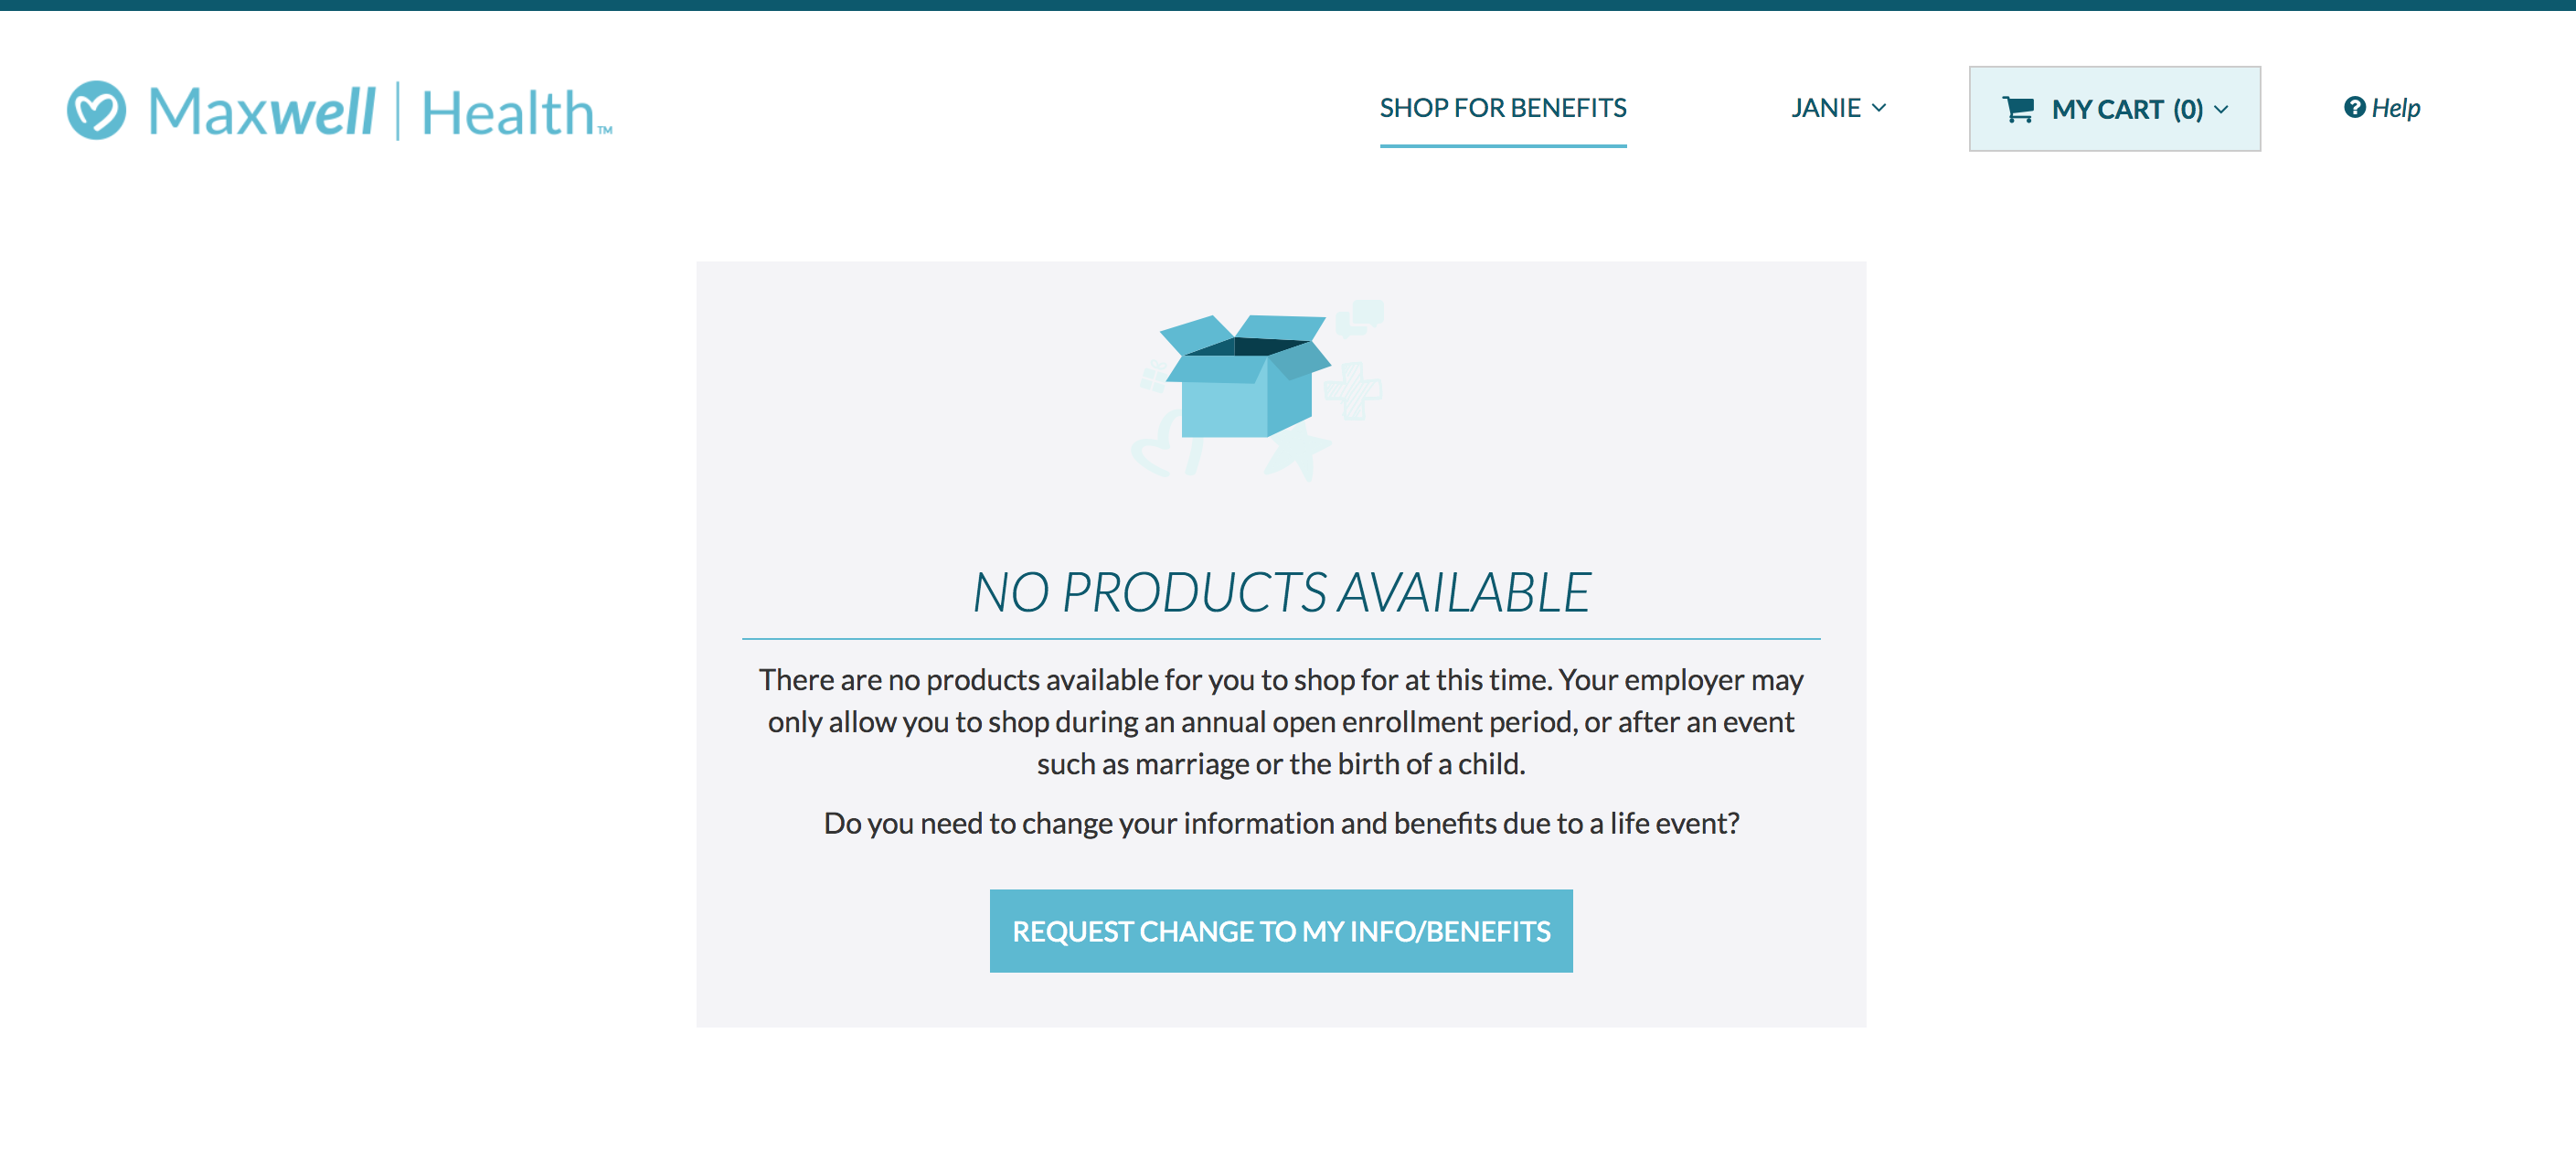 Maxwell | Health™
SHOP FOR BENEFITS
JANIE
MY CART (0)
Help
NO PRODUCTS AVAILABLE
There are no products available for you to shop for at this time. Your employer may
only allow you to shop during an annual open enrollment period, or after an event
such as marriage or the birth of a child.
Do you need to change your information and benefits due to a life event?
REQUEST CHANGE TO MY INFO/BENEFITS